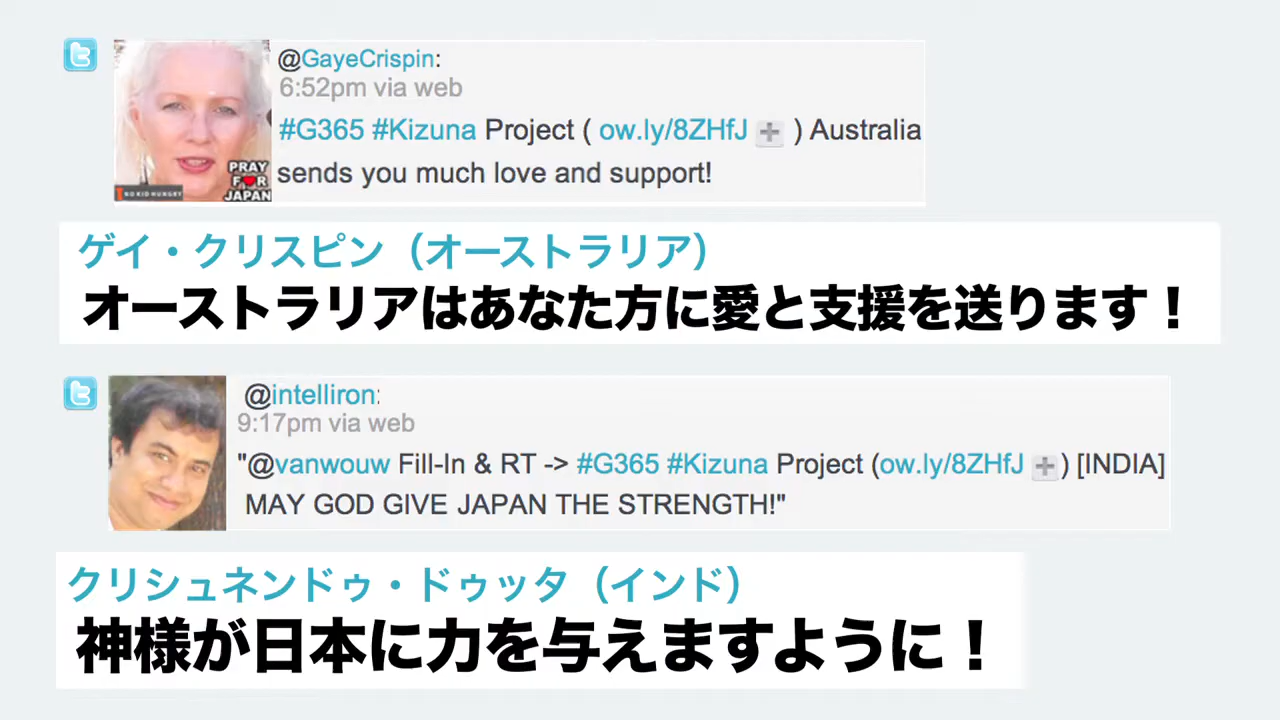 @GayeCrispin:
6:52pm via web
#G365 #Kizuna Project ( ow.ly/8ZHfJ + ) Australia
sends you much love and support!
PRAY
FOR
JAPAN
NO KID HUNGRY
ゲイ・クリスピン（オーストラリア）
オーストラリアはあなた方に愛と支援を送ります！
@intelliron:
9:17pm via web
"@vanwouw Fill-In & RT -> #G365 #Kizuna Project (ow.ly/8ZHfJ + ) [INDIA]
MAY GOD GIVE JAPAN THE STRENGTH!"
クリシュネンドゥ・ドゥッタ（インド）
神様が日本に力を与えますように！